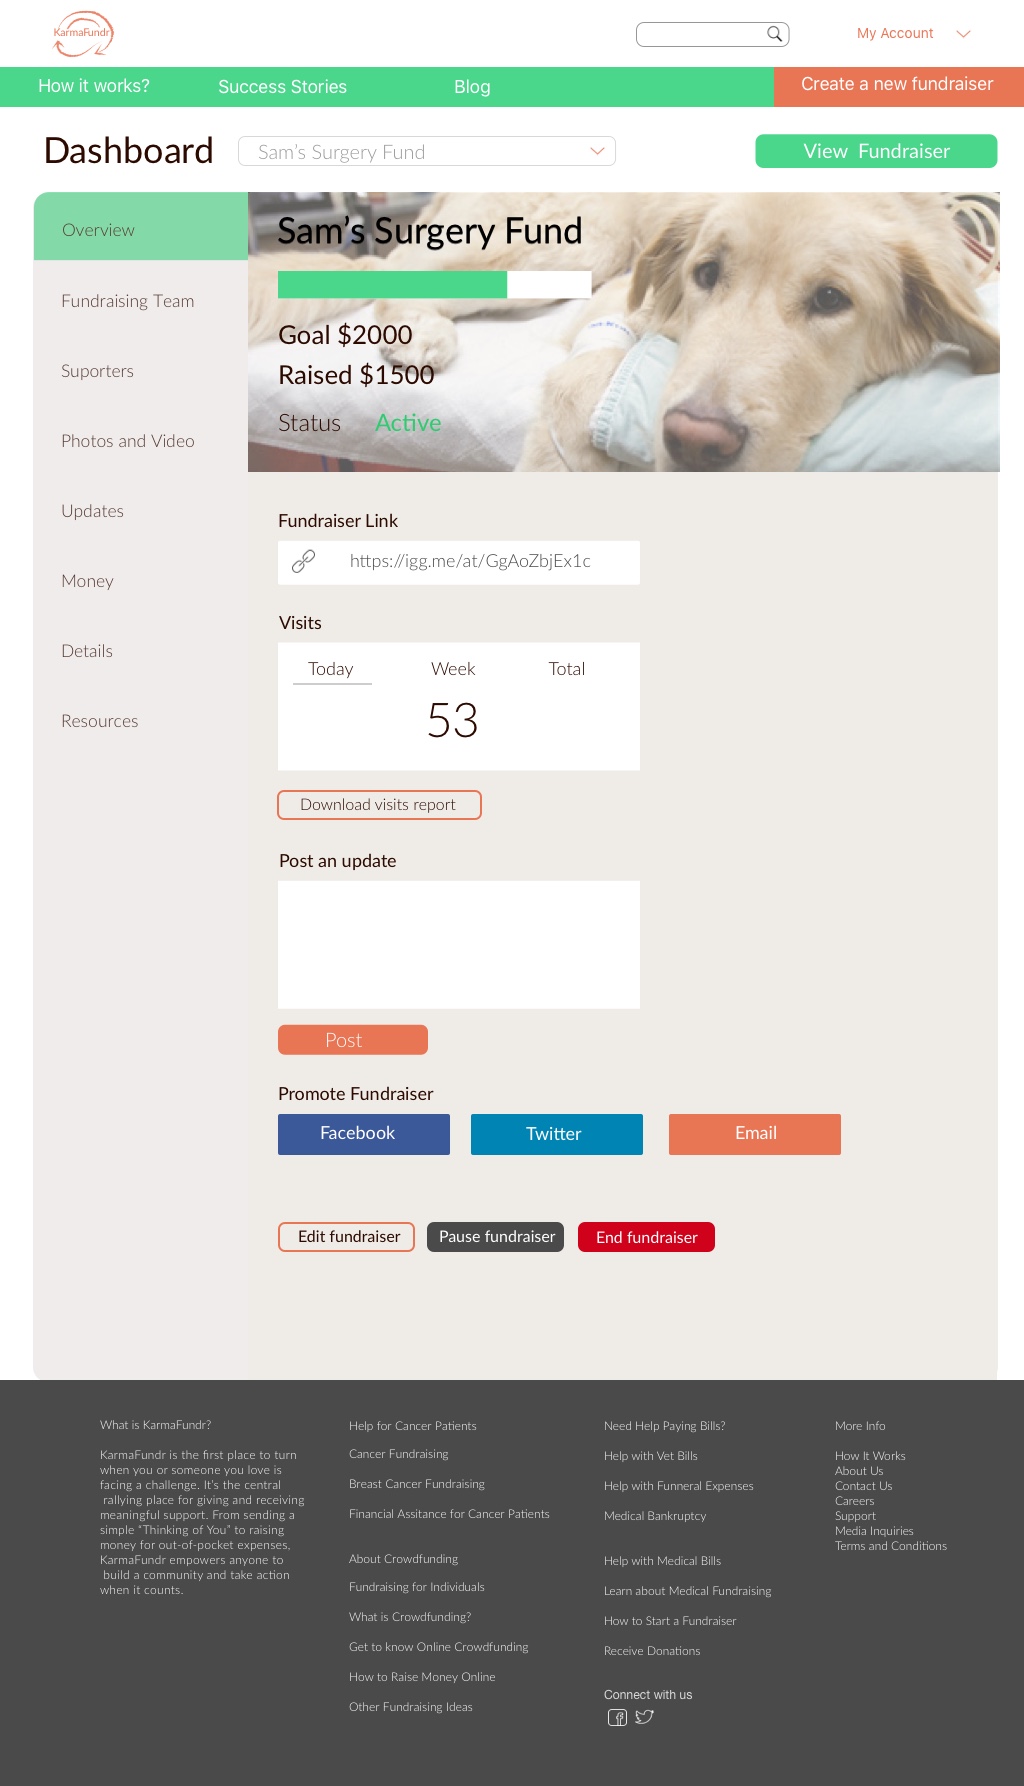 KarmaFundr
My Account
How it works?
Success Stories
Blog
Create a new fundraiser
Dashboard
Sam's Surgery Fund
View Fundraiser
Overview
Fundraising Team
Suporters
Photos and Video
Updates
Money
Details
Resources
Sam's Surgery Fund
Goal $2000
Raised $1500
Status Active
Fundraiser Link
https://igg.me/at/GgAoZbjEx1c
Visits
Today Week Total
53
Download visits report
Post an update
Post
Promote Fundraiser
Facebook Twitter Email
Edit fundraiser Pause fundraiser End fundraiser
What is KarmaFundr?
KarmaFundr is the first place to turn
when you or someone you love is
facing a challenge. It's the central
rallying place for giving and receiving
meaningful support. From sending a
simple "Thinking of You" to raising
money for out-of-pocket expenses,
KarmaFundr empowers anyone to
build a community and take action
when it counts.
Help for Cancer Patients
Cancer Fundraising
Breast Cancer Fundraising
Financial Assitance for Cancer Patients
About Crowdfunding
Fundraising for Individuals
What is Crowdfunding?
Get to know Online Crowdfunding
How to Raise Money Online
Other Fundraising Ideas
Need Help Paying Bills?
Help with Vet Bills
Help with Funneral Expenses
Medical Bankruptcy
Help with Medical Bills
Learn about Medical Fundraising
How to Start a Fundraiser
Receive Donations
Connect with us
More Info
How It Works
About Us
Contact Us
Careers
Support
Media Inquiries
Terms and Conditions